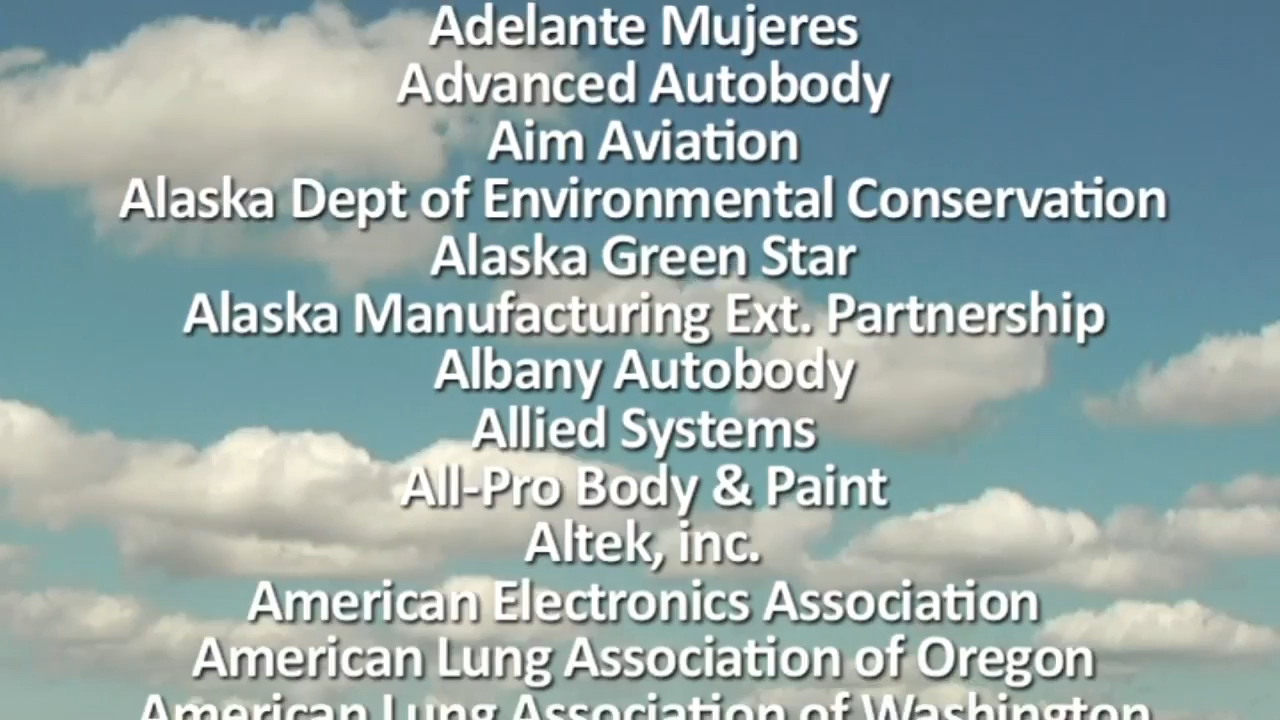 Adelante Mujeres
Advanced Autobody
Aim Aviation
Alaska Dept of Environmental Conservation
Alaska Green Star
Alaska Manufacturing Ext. Partnership
Albany Autobody
Allied Systems
All-Pro Body & Paint
Altek, inc.
American Electronics Association
American Lung Association of Oregon
American Lung Association of Washington